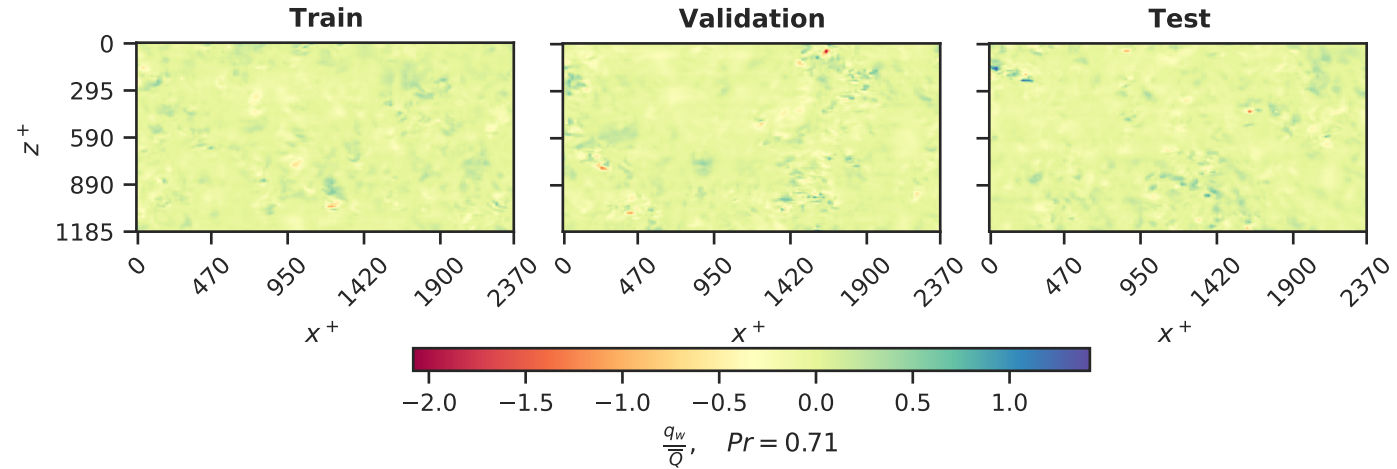 Train Validation Test
0
295
590
890
1185
z⁺
0 470 950 1420 1900 2370 0 470 950 1420 1900 2370 0 470 950 1420 1900 2370
x⁺ x⁺ x⁺
−2.0 −1.5 −1.0 −0.5 0.0 0.5 1.0
q_w/Q̅, Pr = 0.71